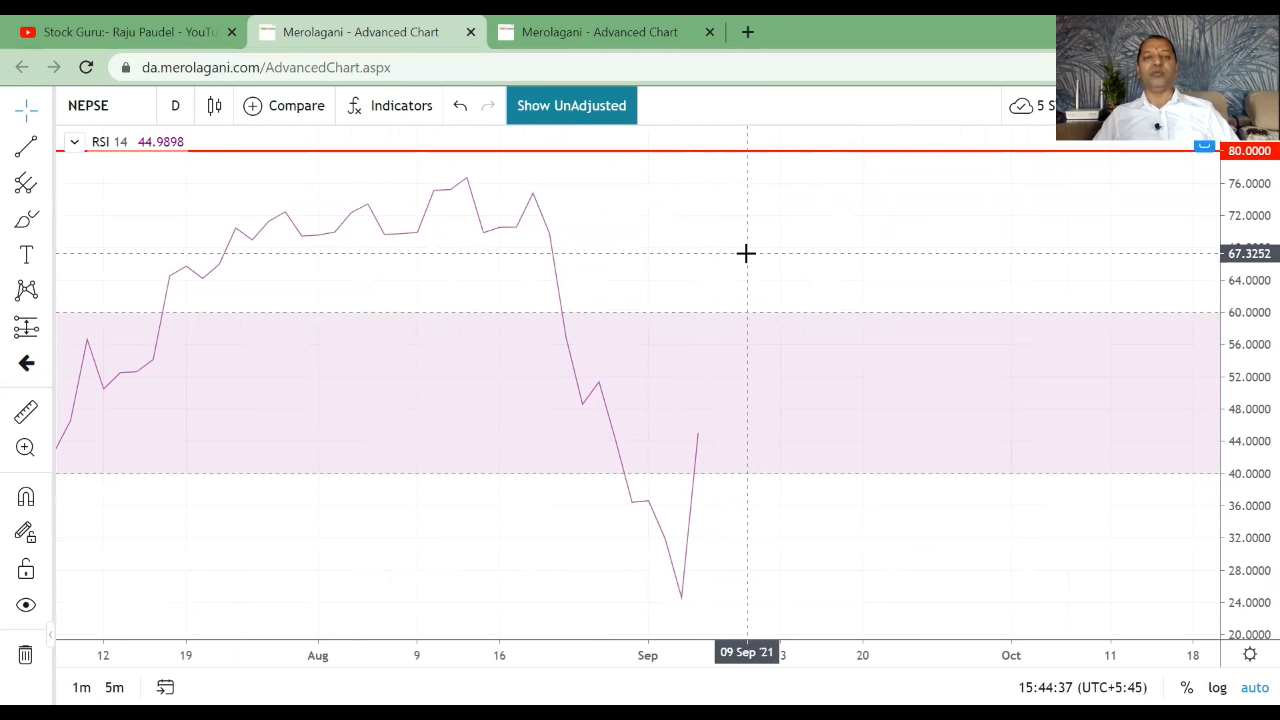 Stock Guru:- Raju Paudel - YouTu
Merolagani - Advanced Chart
Merolagani - Advanced Chart
da.merolagani.com/AdvancedChart.aspx
NEPSE D Compare Indicators Show UnAdjusted 5 S
RSI 14 44.9898
80.0000
76.0000
72.0000
67.3252
64.0000
60.0000
56.0000
52.0000
48.0000
44.0000
40.0000
36.0000
32.0000
28.0000
24.0000
20.0000
12 19 Aug 9 16 Sep 09 Sep '21 3 20 Oct 11 18
1m 5m 15:44:37 (UTC+5:45) % log auto